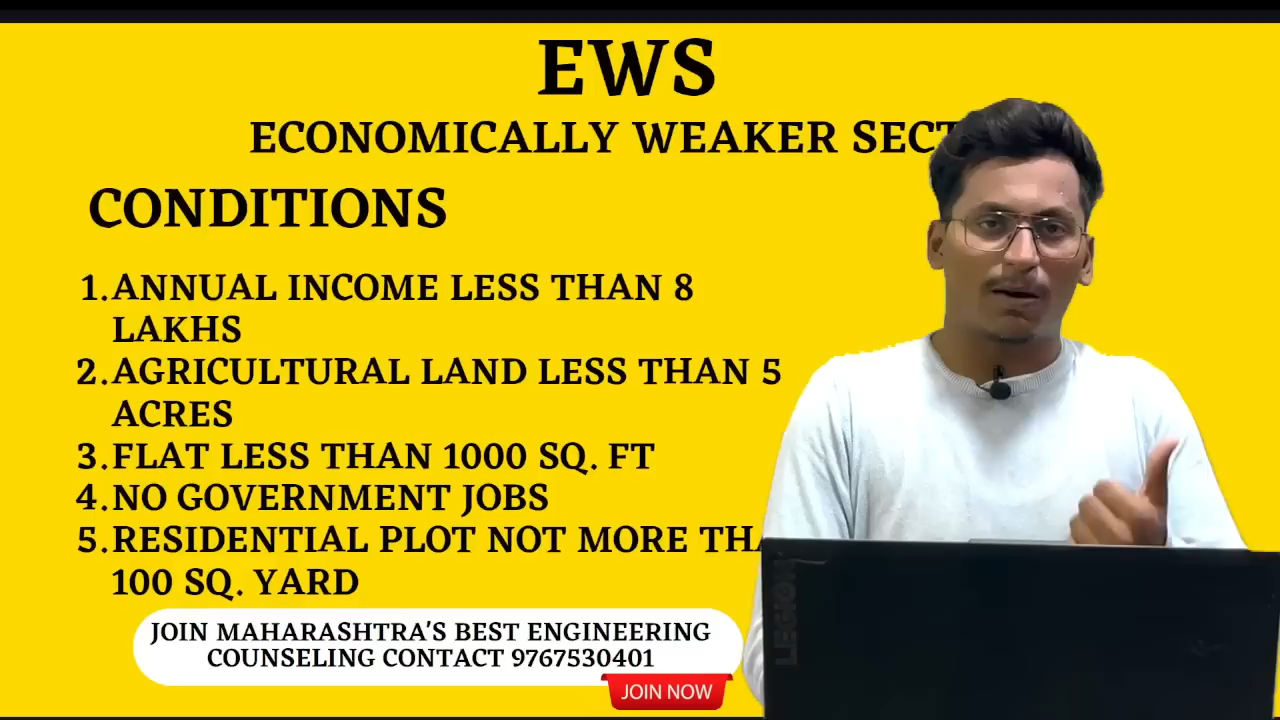 EWS
ECONOMICALLY WEAKER
CONDITIONS
1. ANNUAL INCOME LESS THAN 8
LAKHS
2. AGRICULTURAL LAND LESS THAN 5
ACRES
3. FLAT LESS THAN 1000 SQ. FT
4. NO GOVERNMENT JOBS
5. RESIDENTIAL PLOT NOT MORE
100 SQ. YARD
JOIN MAHARASHTRA'S BEST ENGINEERING
COUNSELING CONTACT 9767530401
JOIN NOW
LEGION